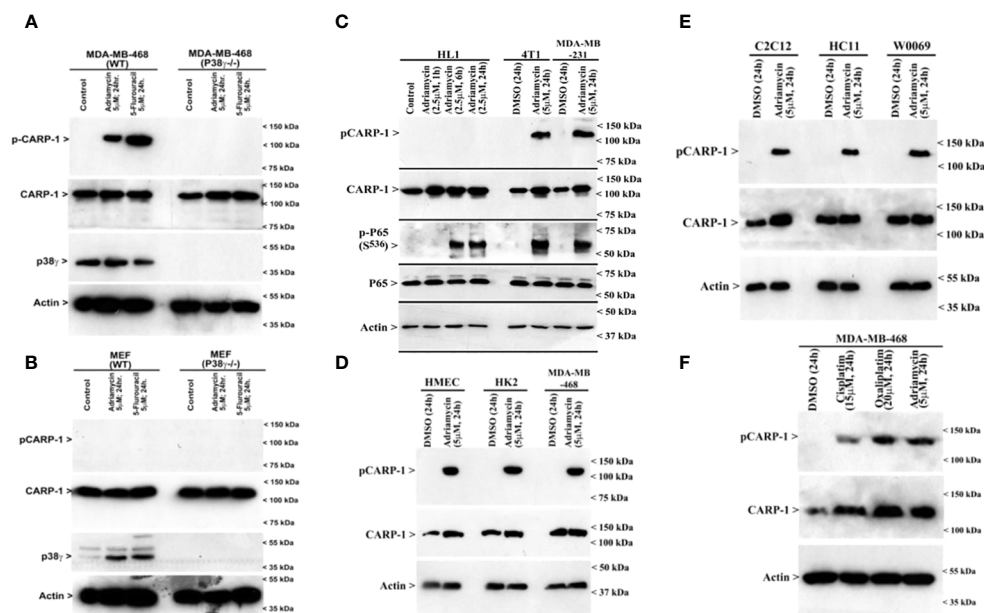 A
MDA-MB-468
(WT)
MDA-MB-468
(P38γ-/-)
Control
Adriamycin
5μM; 24hr.
5-Flurouracil
5μM; 24h.
Control
Adriamycin
5μM; 24hr.
5-Flurouracil
5μM; 24h.
p-CARP-1 >
< 150 kDa
< 100 kDa
< 75 kDa
CARP-1 >
< 150 kDa
< 100 kDa
< 75 kDa
p38γ >
< 55 kDa
< 35 kDa
Actin >
< 55 kDa
< 35 kDa
B
MEF
(WT)
MEF
(P38γ-/-)
Control
Adriamycin
5μM; 24hr.
5-Flurouracil
5μM; 24h.
Control
Adriamycin
5μM; 24hr.
5-Flurouracil
5μM; 24h.
pCARP-1 >
< 150 kDa
< 100 kDa
< 75 kDa
CARP-1 >
< 150 kDa
< 100 kDa
< 75 kDa
p38γ >
< 55 kDa
< 35 kDa
Actin >
< 55 kDa
< 35 kDa
C
HL1
4T1
MDA-MB
-231
Control
Adriamycin
(2.5μM, 1h)
Adriamycin
(2.5μM, 6h)
Adriamycin
(2.5μM, 24h)
DMSO (24h)
Adriamycin
(5μM, 24h)
DMSO (24h)
Adriamycin
(5μM, 24h)
pCARP-1 >
< 150 kDa
< 100 kDa
< 75 kDa
CARP-1 >
< 150 kDa
< 100 kDa
< 75 kDa
p-P65
(S536) >
< 75 kDa
< 50 kDa
P65 >
< 75 kDa
< 50 kDa
Actin >
< 50 kDa
< 37 kDa
D
HMEC
HK2
MDA-MB
-468
DMSO (24h)
Adriamycin
(5μM, 24h)
DMSO (24h)
Adriamycin
(5μM, 24h)
DMSO (24h)
Adriamycin
(5μM, 24h)
pCARP-1 >
< 150 kDa
< 100 kDa
< 75 kDa
CARP-1 >
< 150 kDa
< 100 kDa
Actin >
< 50 kDa
< 37 kDa
E
C2C12
HC11
W0069
DMSO (24h)
Adriamycin
(5μM, 24h)
DMSO (24h)
Adriamycin
(5μM, 24h)
DMSO (24h)
Adriamycin
(5μM, 24h)
pCARP-1 >
< 150 kDa
< 100 kDa
CARP-1 >
< 150 kDa
< 100 kDa
Actin >
< 55 kDa
< 35 kDa
F
MDA-MB-468
DMSO (24h)
Cisplatim
(15μM, 24h)
Oxaliplatim
(20μM, 24h)
Adriamycin
(5μM, 24h)
pCARP-1 >
< 150 kDa
< 100 kDa
CARP-1 >
< 150 kDa
< 100 kDa
Actin >
< 55 kDa
< 35 kDa